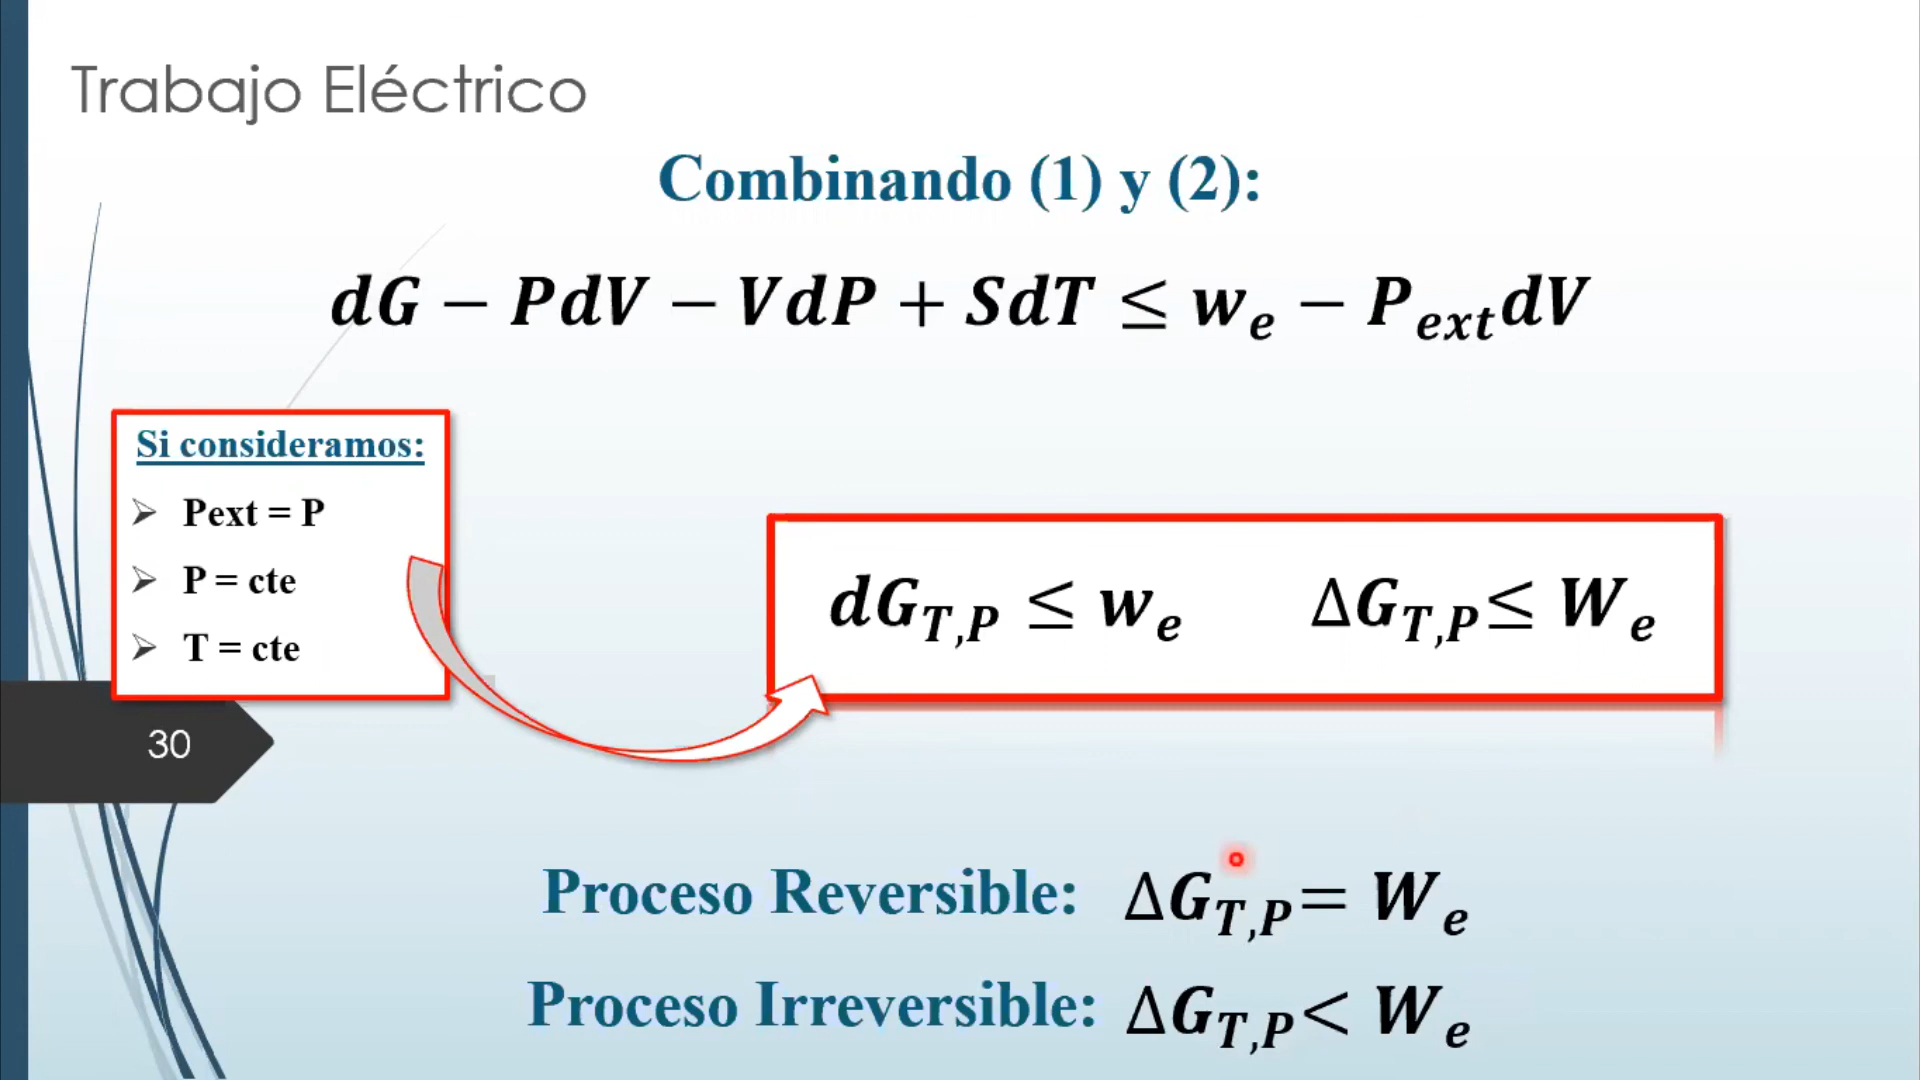 Trabajo Eléctrico
Combinando (1) y (2):
dG − PdV − VdP + SdT ≤ wₑ − Pₑₓₜ dV
Si consideramos:
➢ Pext = P
➢ P = cte
➢ T = cte
dG_T,P ≤ wₑ   ΔG_T,P ≤ Wₑ
30
Proceso Reversible: ΔG_T,P = Wₑ
Proceso Irreversible: ΔG_T,P < Wₑ